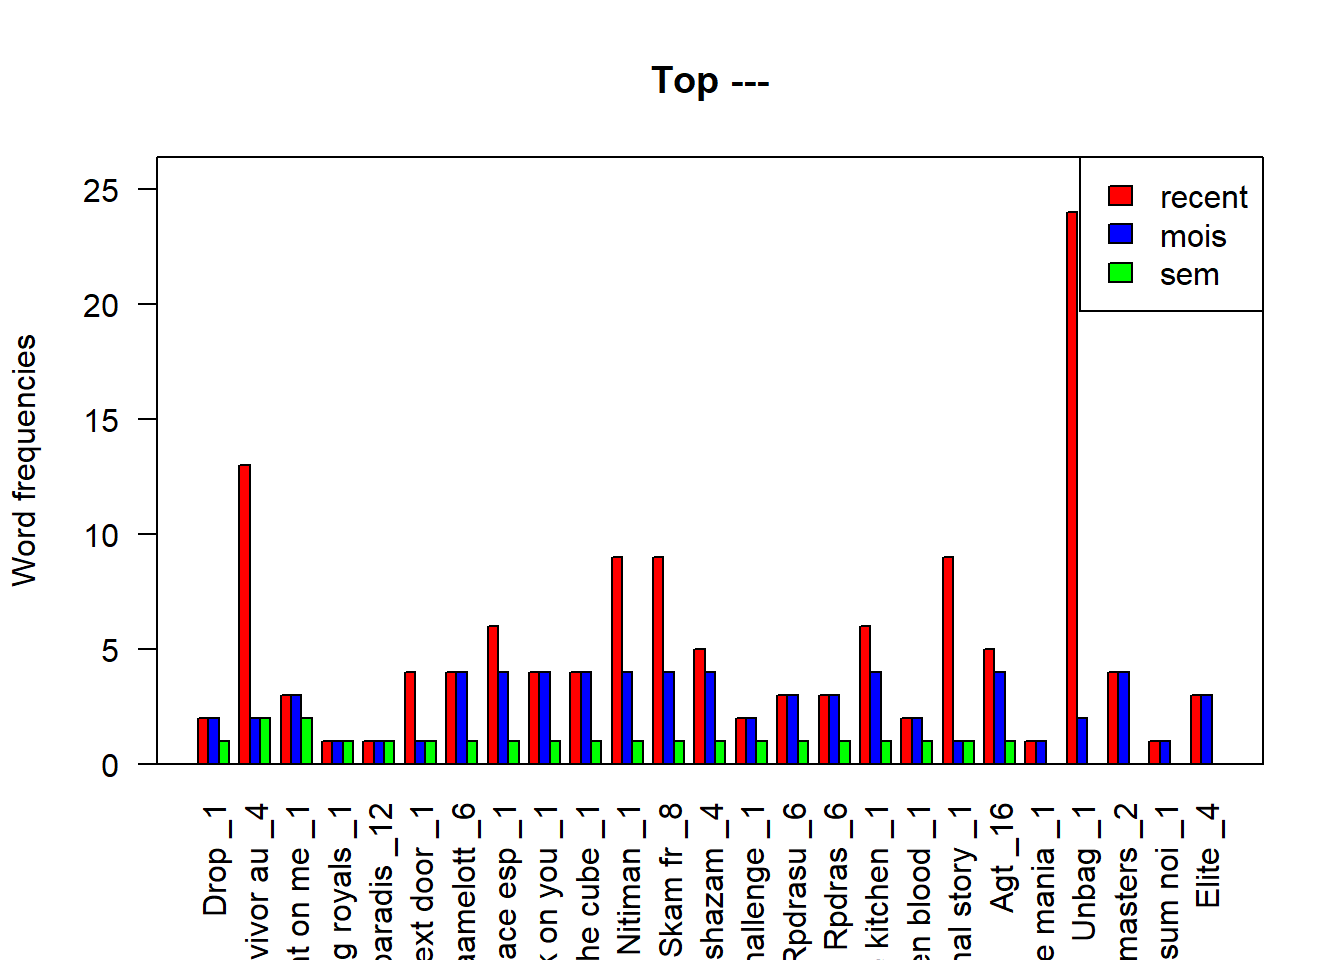 Top ---
recent
mois
sem
Word frequencies
25
20
15
10
5
0
Drop _1
vivor au _4
nt on me _1
g royals _1
paradis _12
ext door _1
aamelott _6
ace esp _1
k on you _1
he cube _1
Nitiman _1
Skam fr _8
shazam _4
hallenge _1
Rpdrasu _6
Rpdras _6
kitchen _1
en blood _1
nal story _1
Agt _16
e mania _1
Unbag _1
masters _2
sum noi _1
Elite _4